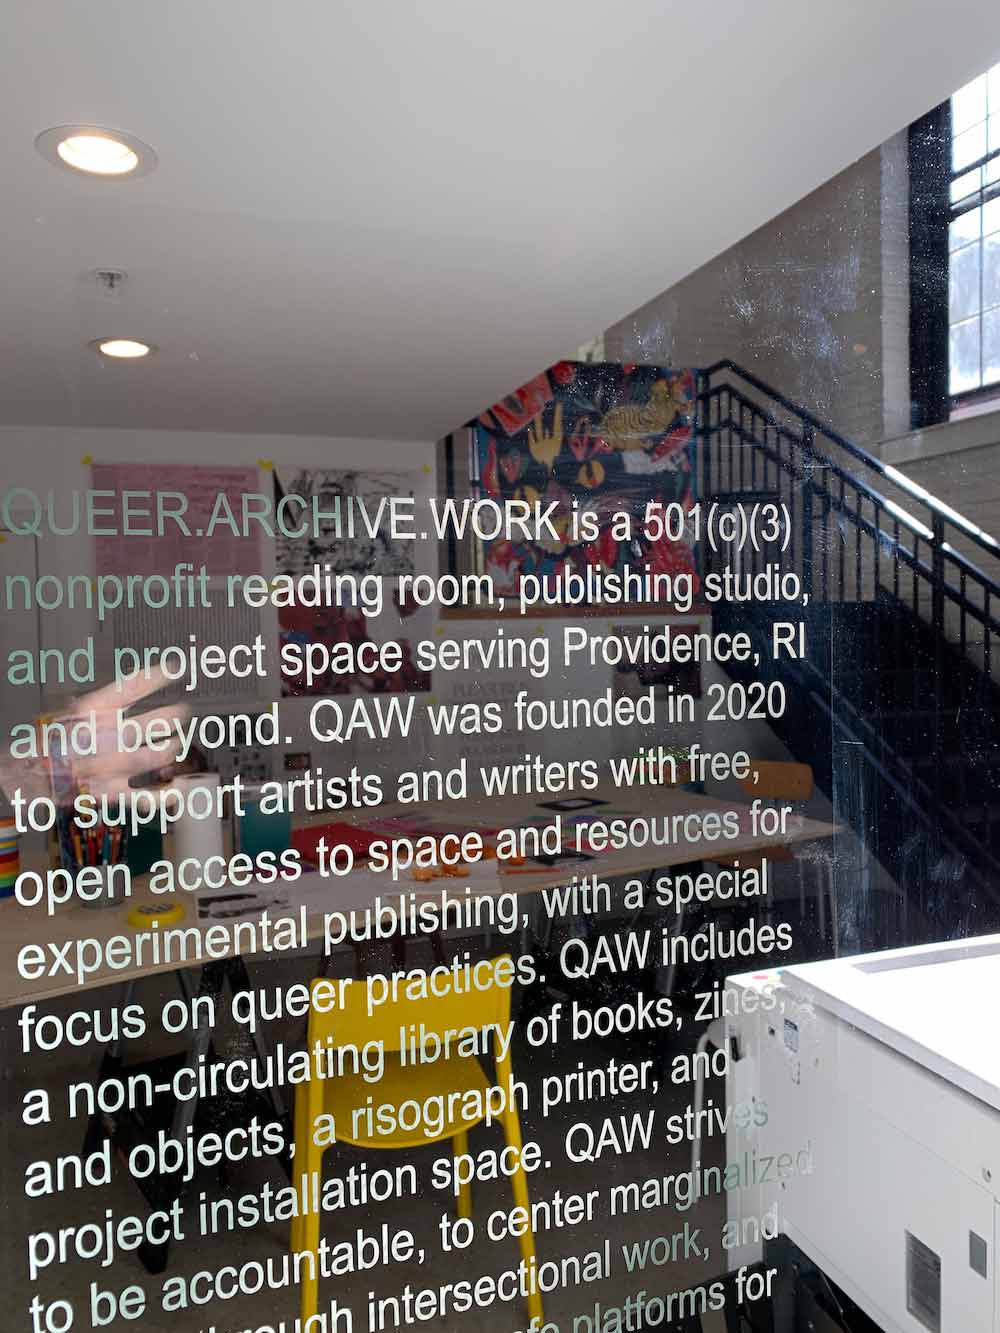 QUEER.ARCHIVE.WORK is a 501(c)(3)
nonprofit reading room, publishing studio,
and project space serving Providence, RI
and beyond. QAW was founded in 2020
to support artists and writers with free,
open access to space and resources for
experimental publishing, with a special
focus on queer practices. QAW includes
a non-circulating library of books, zines,
and objects, a risograph printer, and
project installation space. QAW strives
to be accountable, to center marginalized
through intersectional work, and
safe platforms for